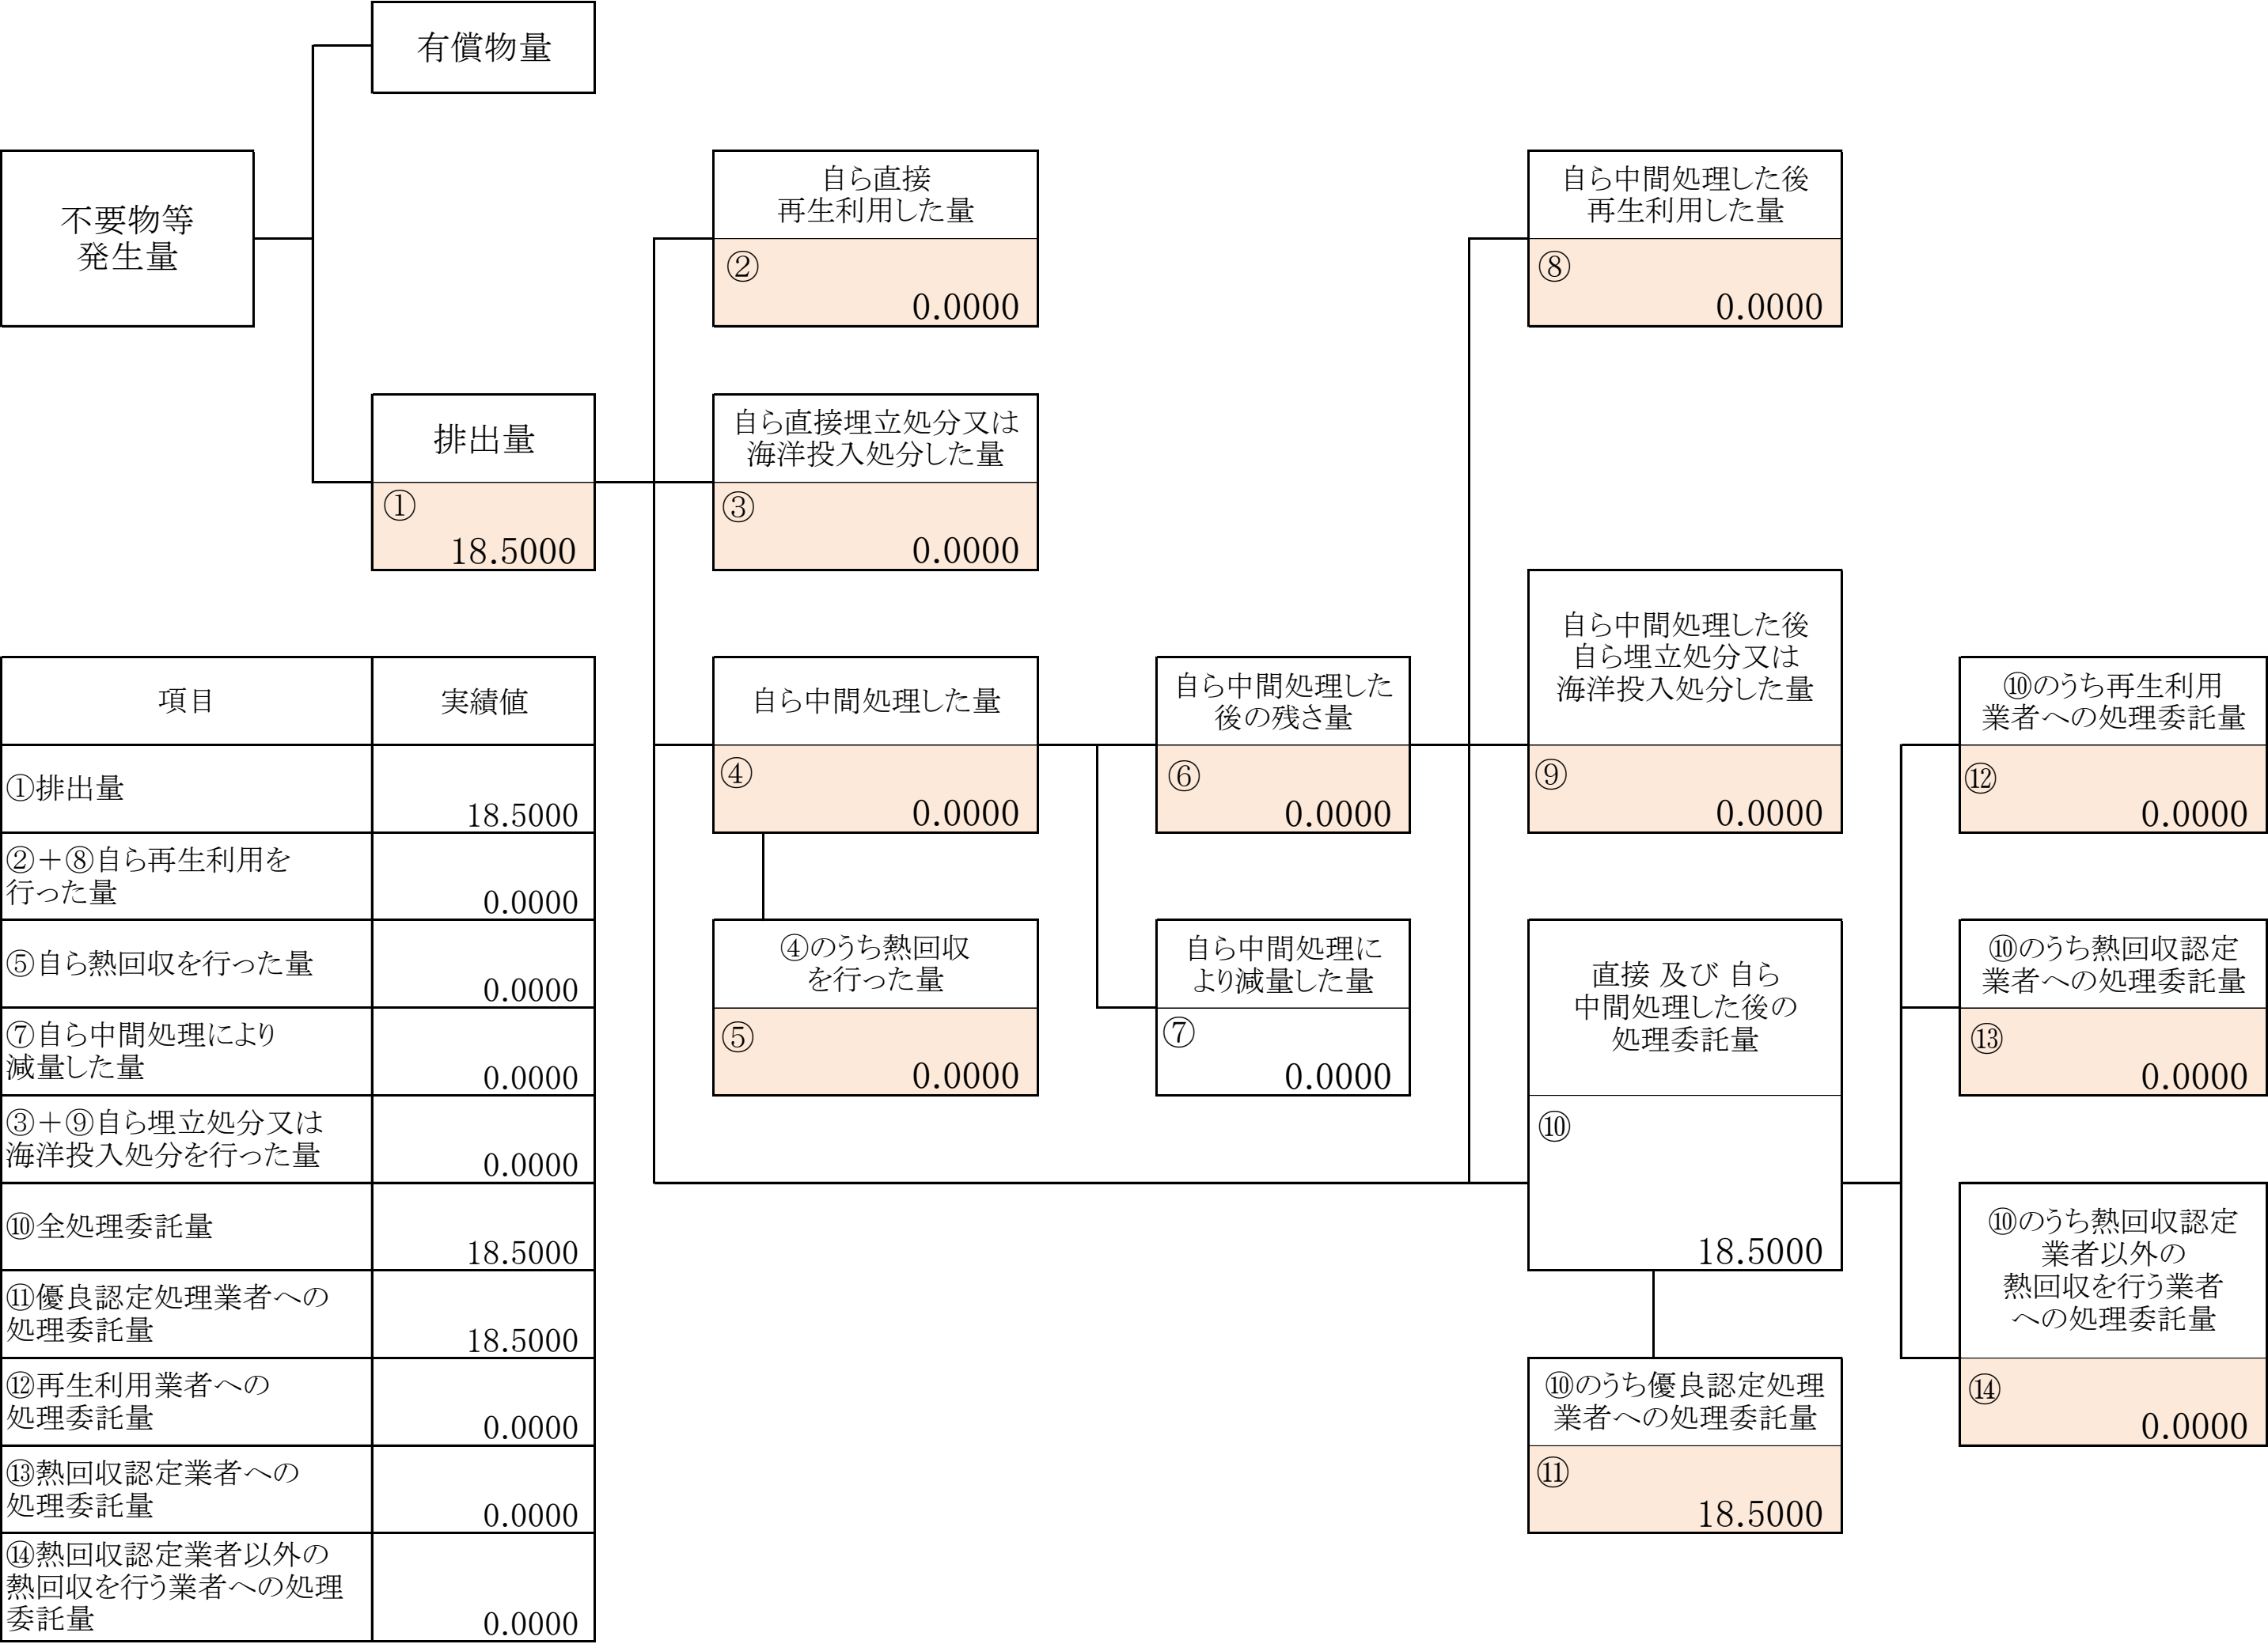 有償物量
不要物等
発生量
自ら直接
再生利用した量
②
0.0000
自ら中間処理した後
再生利用した量
⑧
0.0000
排出量
①
18.5000
自ら直接埋立処分又は
海洋投入処分した量
③
0.0000
自ら中間処理した量
④
0.0000
自ら中間処理した
後の残さ量
⑥
0.0000
自ら中間処理した後
自ら埋立処分又は
海洋投入処分した量
⑨
0.0000
⑩のうち再生利用
業者への処理委託量
⑫
0.0000
④のうち熱回収
を行った量
⑤
0.0000
自ら中間処理に
より減量した量
⑦
0.0000
直接 及び 自ら
中間処理した後の
処理委託量
⑩
18.5000
⑩のうち熱回収認定
業者への処理委託量
⑬
0.0000
⑩のうち熱回収認定
業者以外の
熱回収を行う業者
への処理委託量
⑭
0.0000
⑩のうち優良認定処理
業者への処理委託量
⑪
18.5000
項目 実績値
①排出量
18.5000
②＋⑧自ら再生利用を
行った量
0.0000
⑤自ら熱回収を行った量
0.0000
⑦自ら中間処理により
減量した量
0.0000
③＋⑨自ら埋立処分又は
海洋投入処分を行った量
0.0000
⑩全処理委託量
18.5000
⑪優良認定処理業者への
処理委託量
18.5000
⑫再生利用業者への
処理委託量
0.0000
⑬熱回収認定業者への
処理委託量
0.0000
⑭熱回収認定業者以外の
熱回収を行う業者への処理
委託量
0.0000